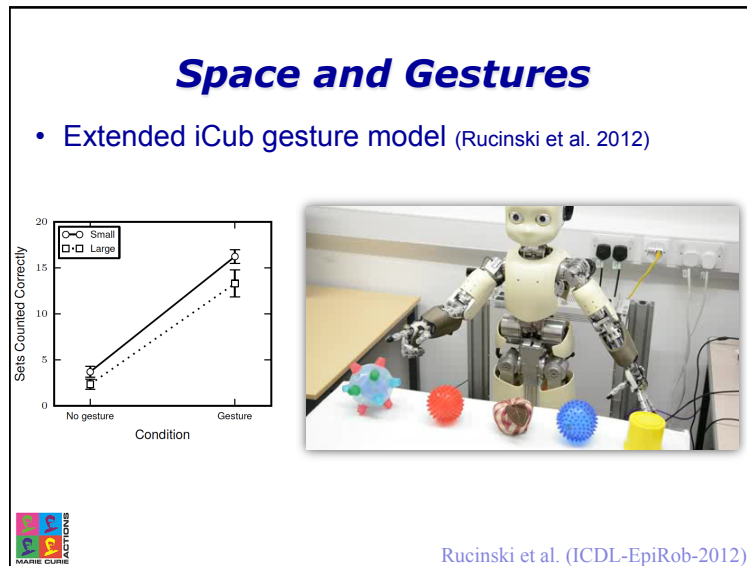 Space and Gestures
• Extended iCub gesture model (Rucinski et al. 2012)
20
15
10
5
0
Sets Counted Correctly
Small
Large
No gesture
Gesture
Condition
MARIE CURIE
ACTIONS
Rucinski et al. (ICDL-EpiRob-2012)